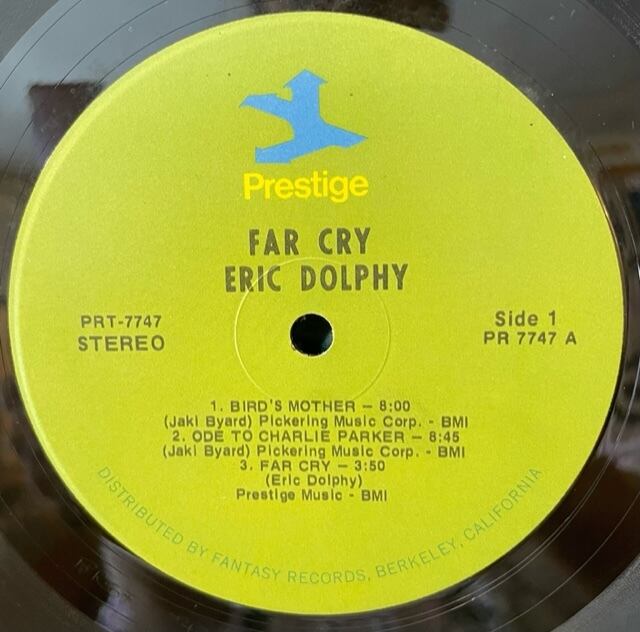 Prestige
FAR CRY
ERIC DOLPHY
PRT-7747
STEREO
Side 1
PR 7747 A
1. BIRD'S MOTHER — 8:00
(Jaki Byard) Pickering Music Corp. - BMI
2. ODE TO CHARLIE PARKER — 8:45
(Jaki Byard) Pickering Music Corp. - BMI
3. FAR CRY — 3:50
(Eric Dolphy)
Prestige Music - BMI
DISTRIBUTED BY FANTASY RECORDS, BERKELEY, CALIFORNIA